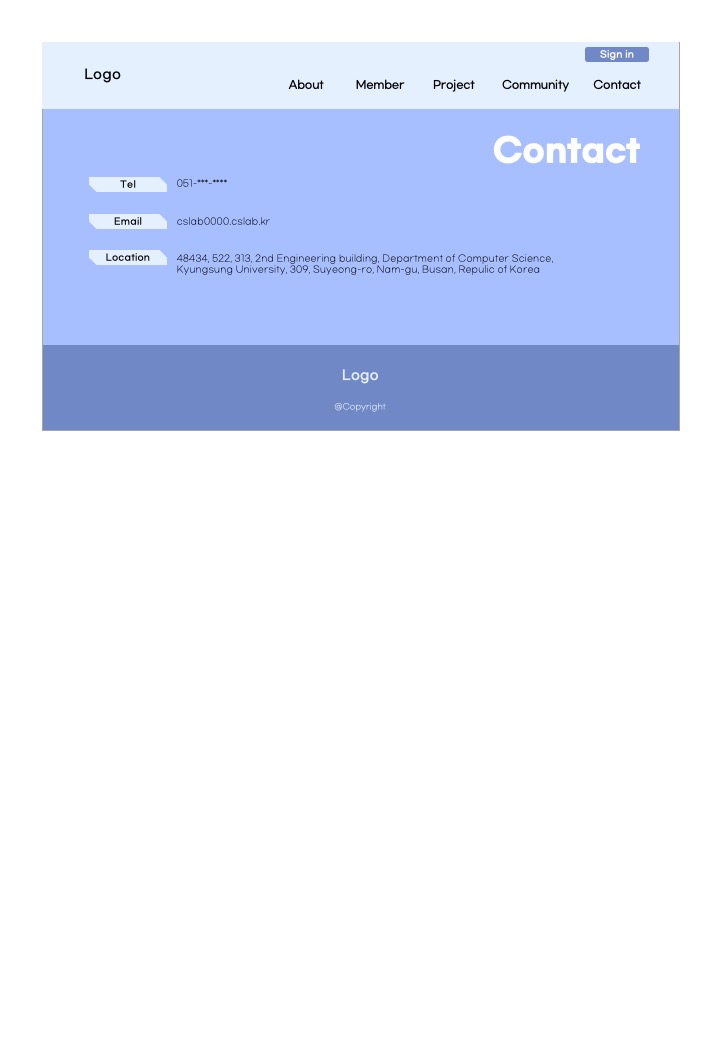 Sign in
Logo
About Member Project Community Contact
Contact
Tel 051-***-****
Email cslab0000.cslab.kr
Location 48434, 522, 313, 2nd Engineering building, Department of Computer Science,
Kyungsung University, 309, Suyeong-ro, Nam-gu, Busan, Repulic of Korea
Logo
@Copyright